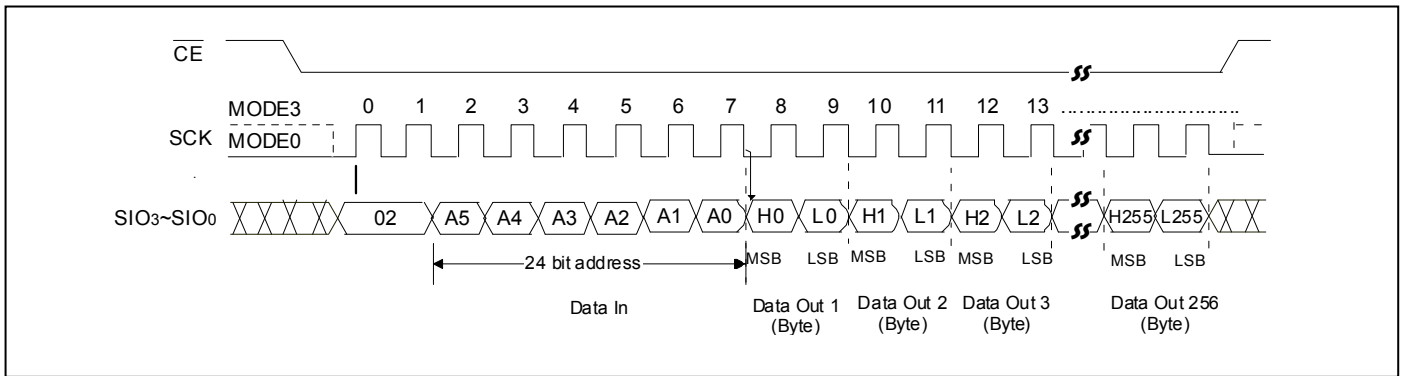 CE
MODE3 0 1 2 3 4 5 6 7 8 9 10 11 12 13
SCK MODE0
SIO3~SIO0 02 A5 A4 A3 A2 A1 A0 H0 L0 H1 L1 H2 L2 H255 L255
24 bit address MSB LSB MSB LSB MSB LSB MSB LSB
Data In Data Out 1 Data Out 2 Data Out 3 Data Out 256
(Byte) (Byte) (Byte) (Byte)